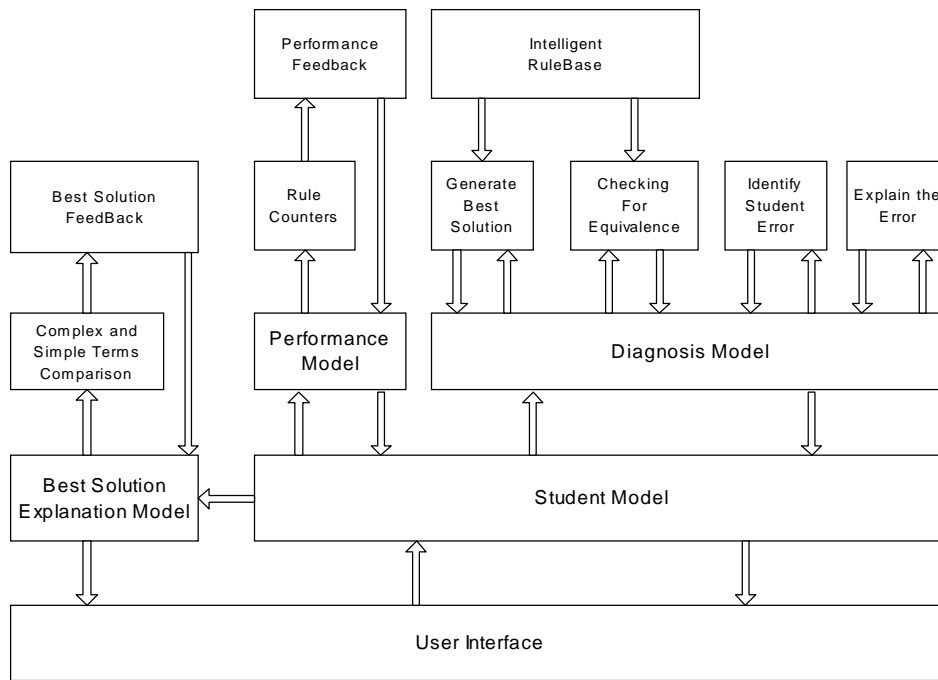 Performance
Feedback
Intelligent
RuleBase
Best Solution
FeedBack
Rule
Counters
Generate
Best
Solution
Checking
For
Equivalence
Identify
Student
Error
Explain the
Error
Complex and
Simple Terms
Comparison
Performance
Model
Diagnosis Model
Best Solution
Explanation Model
Student Model
User Interface